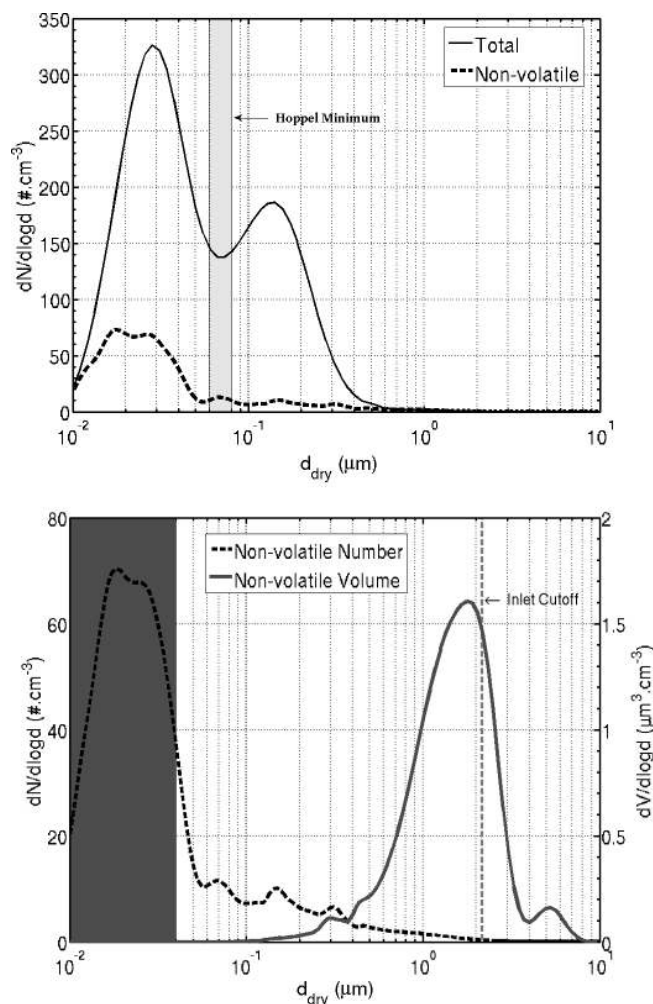 350
300
250
200
150
100
50
0
dN/dlogd (#.cm⁻³)
Total
Non-volatile
Hoppel Minimum
10⁻²
10⁻¹
10⁰
10¹
d_dry (μm)
80
60
40
20
0
dN/dlogd (#.cm⁻³)
Non-volatile Number
Non-volatile Volume
Inlet Cutoff
2
1.5
1
0.5
0
dV/dlogd (μm³.cm⁻³)
10⁻²
10⁻¹
10⁰
10¹
d_dry (μm)